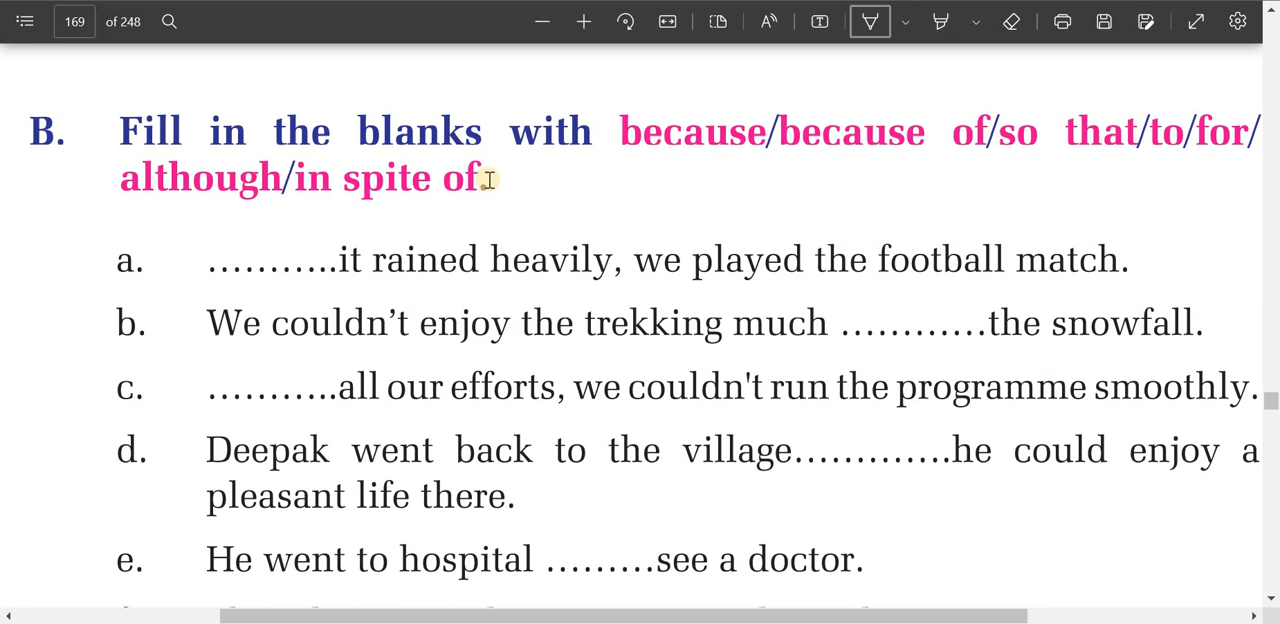 169 of 248
B. Fill in the blanks with because/because of/so that/to/for/
although/in spite of.
a. ...........it rained heavily, we played the football match.
b. We couldn’t enjoy the trekking much ............the snowfall.
c. ...........all our efforts, we couldn't run the programme smoothly.
d. Deepak went back to the village.............he could enjoy a
pleasant life there.
e. He went to hospital .........see a doctor.